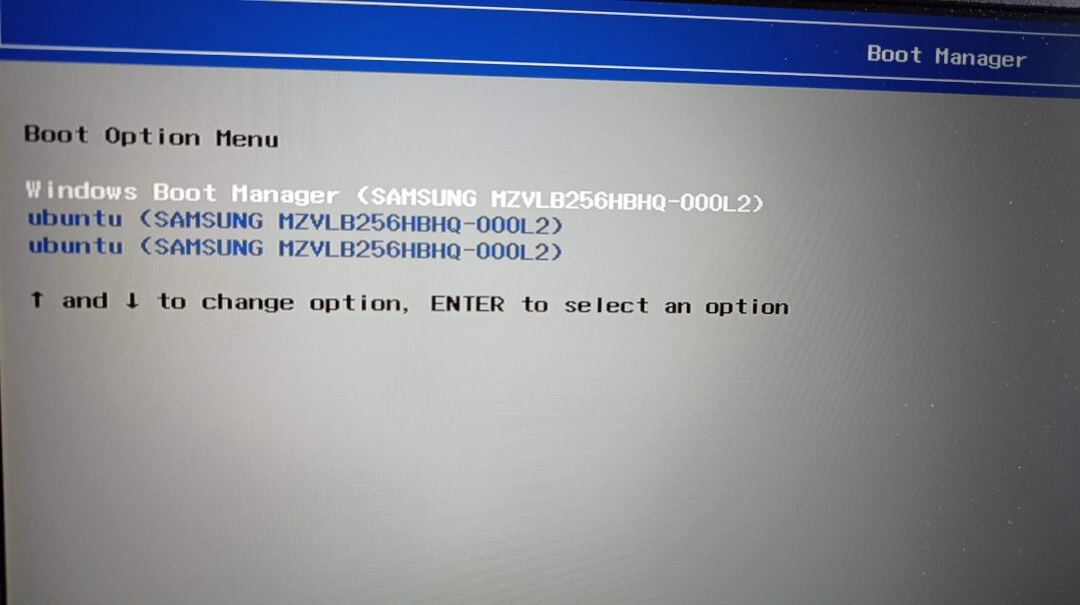 Boot Manager
Boot Option Menu
Windows Boot Manager (SAMSUNG MZVLB256HBHQ-000L2)
ubuntu (SAMSUNG MZVLB256HBHQ-000L2)
ubuntu (SAMSUNG MZVLB256HBHQ-000L2)
↑ and ↓ to change option, ENTER to select an option